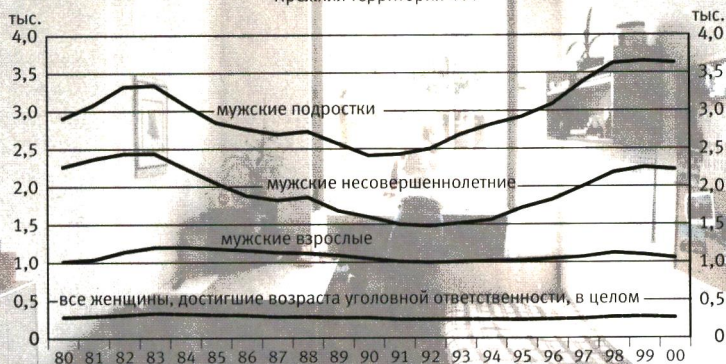 тыс.
тыс.
4,0
4,0
3,5
3,5
3,0
мужские подростки
3,0
2,5
2,5
2,0
мужские несовершеннолетние
2,0
1,5
1,5
мужские взрослые
1,0
1,0
0,5
все женщины, достигшие возраста уголовной ответственности, в целом
0,5
0
0
80 81 82 83 84 85 86 87 88 89 90 91 92 93 94 95 96 97 98 99 00